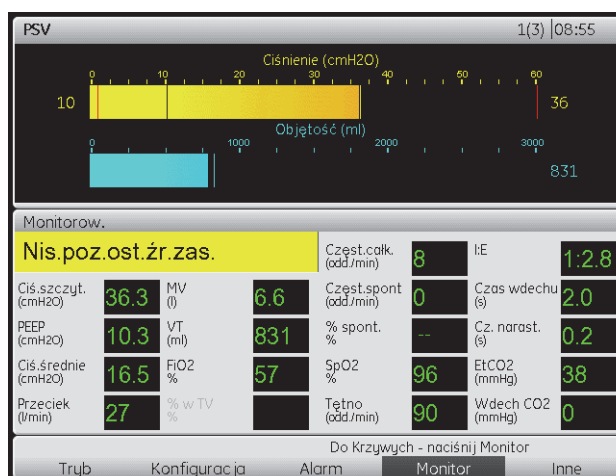 PSV 1(3) |08:55
Ciśnienie (cmH2O)
0 10 20 30 40 50 60
10 36
Objętość (ml)
0 1000 2000 3000
831
Monitorow.
Nis.poz.ost.źr.zas.
Częst.całk. (odd./min) 8 I:E 1:2.8
Ciś.szczyt. (cmH2O) 36.3 MV (l) 6.6 Częst.spont (odd./min) 0 Czas wdechu (s) 2.0
PEEP (cmH2O) 10.3 VT (ml) 831 % spont. % -- Cz. narast. (s) 0.2
Ciś.średnie (cmH2O) 16.5 FiO2 % 57 SpO2 % 96 EtCO2 (mmHg) 38
Przeciek (l/min) 27 % w TV % Tętno (odd./min) 90 Wdech CO2 (mmHg) 0
Do Krzywych - naciśnij Monitor
Tryb Konfiguracja Alarm Monitor Inne